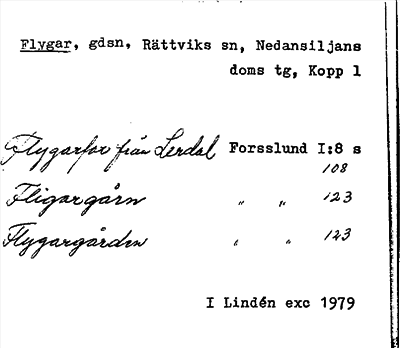 Flygar, gdsn, Rättviks sn, Nedansiljans
doms tg, Kopp l
Flygarfor från Lerdal Forsslund I:8 s
108
Fligargårn " " 123
Flygargården " " 123
I Lindén exc 1979